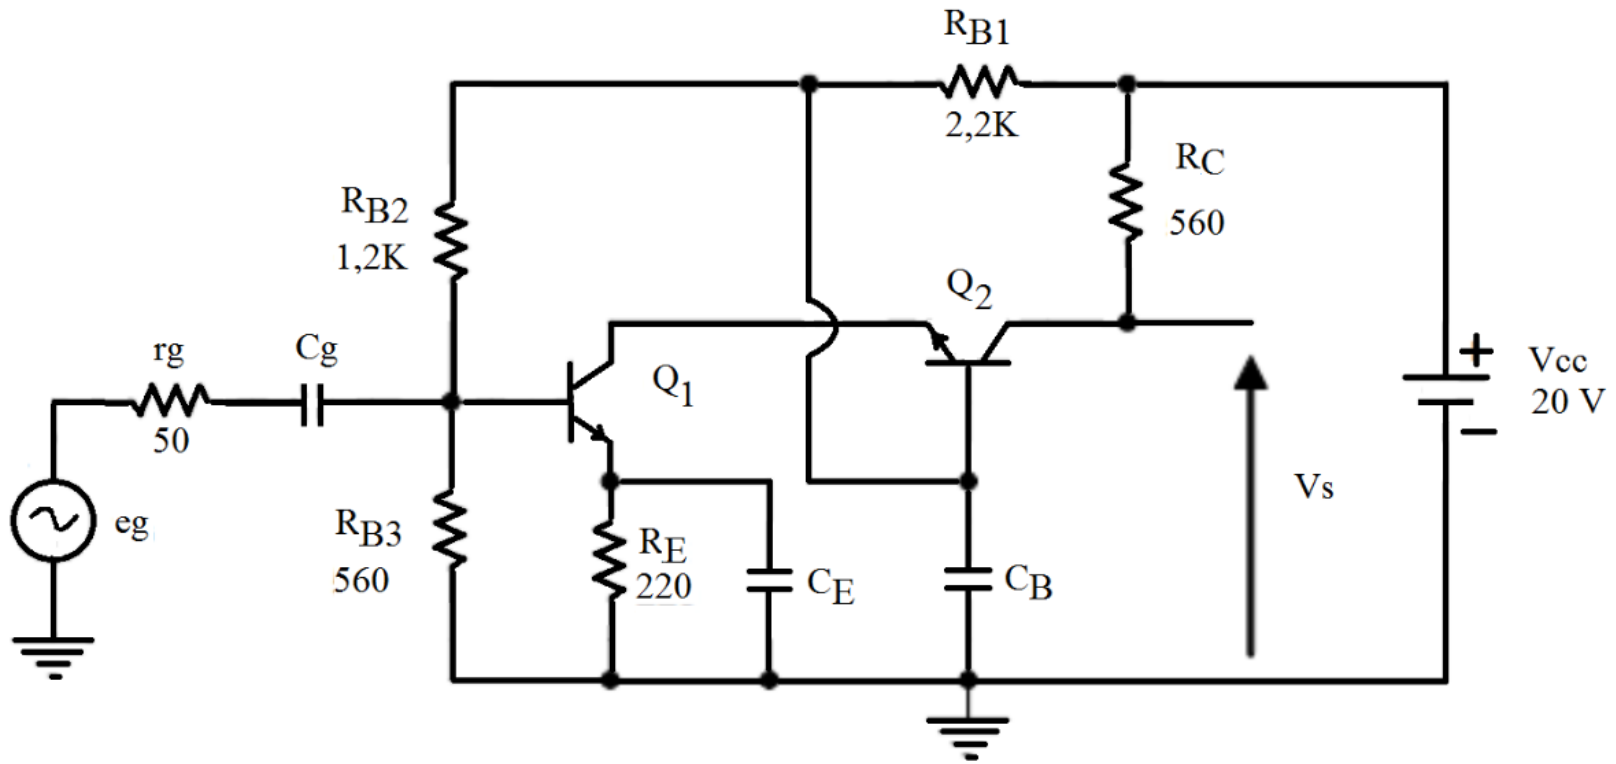 RB1
2,2K
RC
560
RB2
1,2K
Q2
rg
50
Cg
Q1
+
Vcc
20 V
−
eg
RB3
560
RE
220
CE
CB
Vs